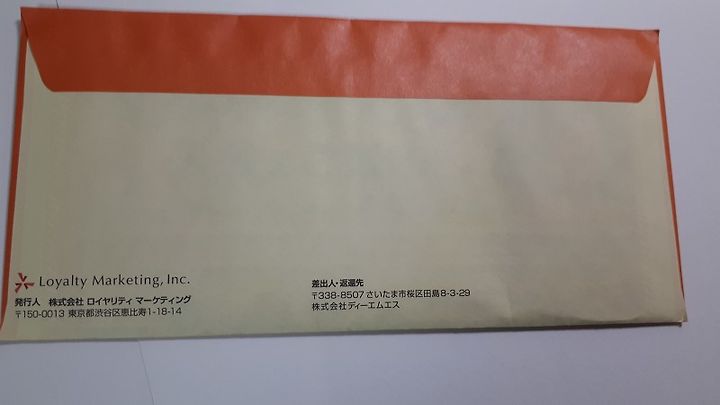 Loyalty Marketing, Inc.
発行人 株式会社 ロイヤリティ マーケティング
〒150-0013 東京都渋谷区恵比寿1-18-14
差出人・返還先
〒338-8507 さいたま市桜区田島8-3-29
株式会社ディーエムエス